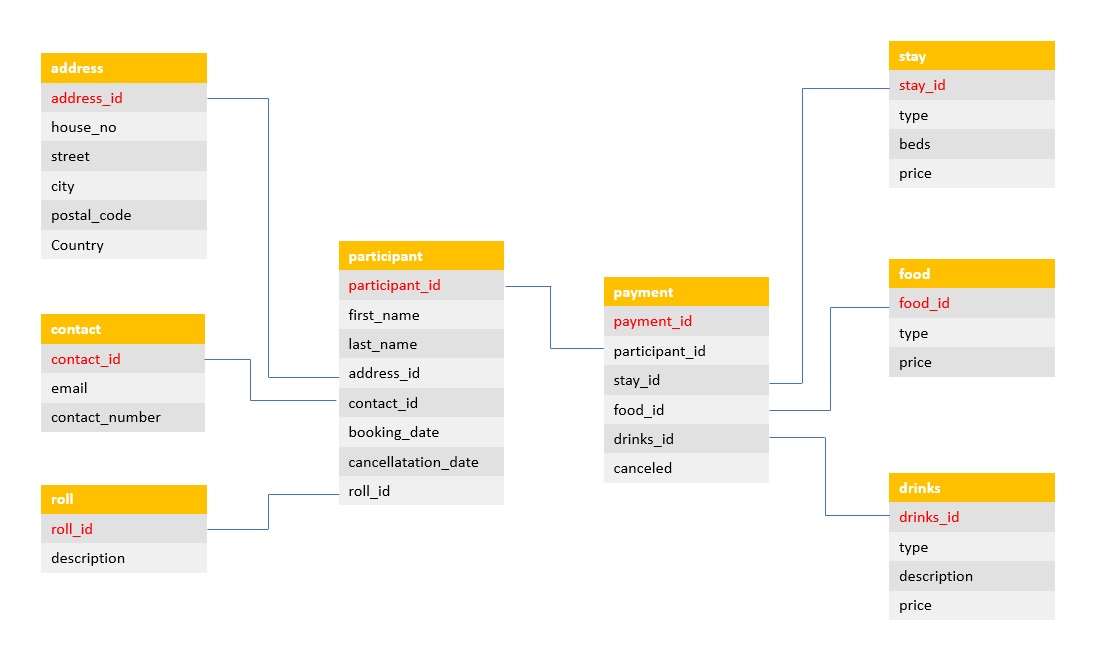 address
address_id
house_no
street
city
postal_code
Country
contact
contact_id
email
contact_number
roll
roll_id
description
participant
participant_id
first_name
last_name
address_id
contact_id
booking_date
cancellatation_date
roll_id
payment
payment_id
participant_id
stay_id
food_id
drinks_id
canceled
stay
stay_id
type
beds
price
food
food_id
type
price
drinks
drinks_id
type
description
price